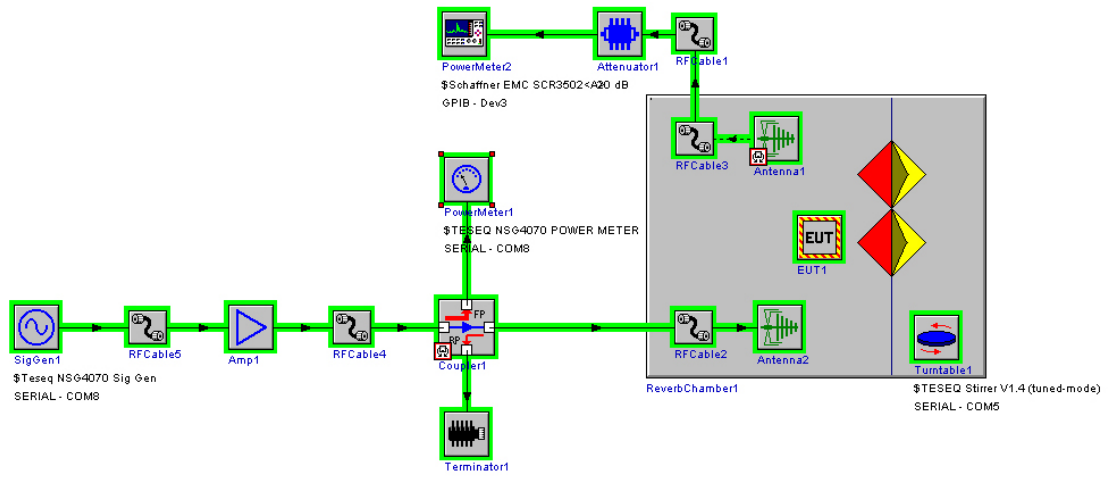 PowerMeter2
Attenuator1
RFCable1
$Schaffner EMC SCR3502<A20 dB
GPIB - Dev3
RFCable3
Antenna1
PowerMeter1
$TESEQ NSG4070 POWER METER
SERIAL - COM8
EUT
EUT1
FP
RP
SigGen1
RFCable5
Amp1
RFCable4
Coupler1
RFCable2
Antenna2
Turntable1
$Teseq NSG4070 Sig Gen
SERIAL - COM8
ReverbChamber1
$TESEQ Stirrer V1.4 (tuned-mode)
SERIAL - COM5
Terminator1